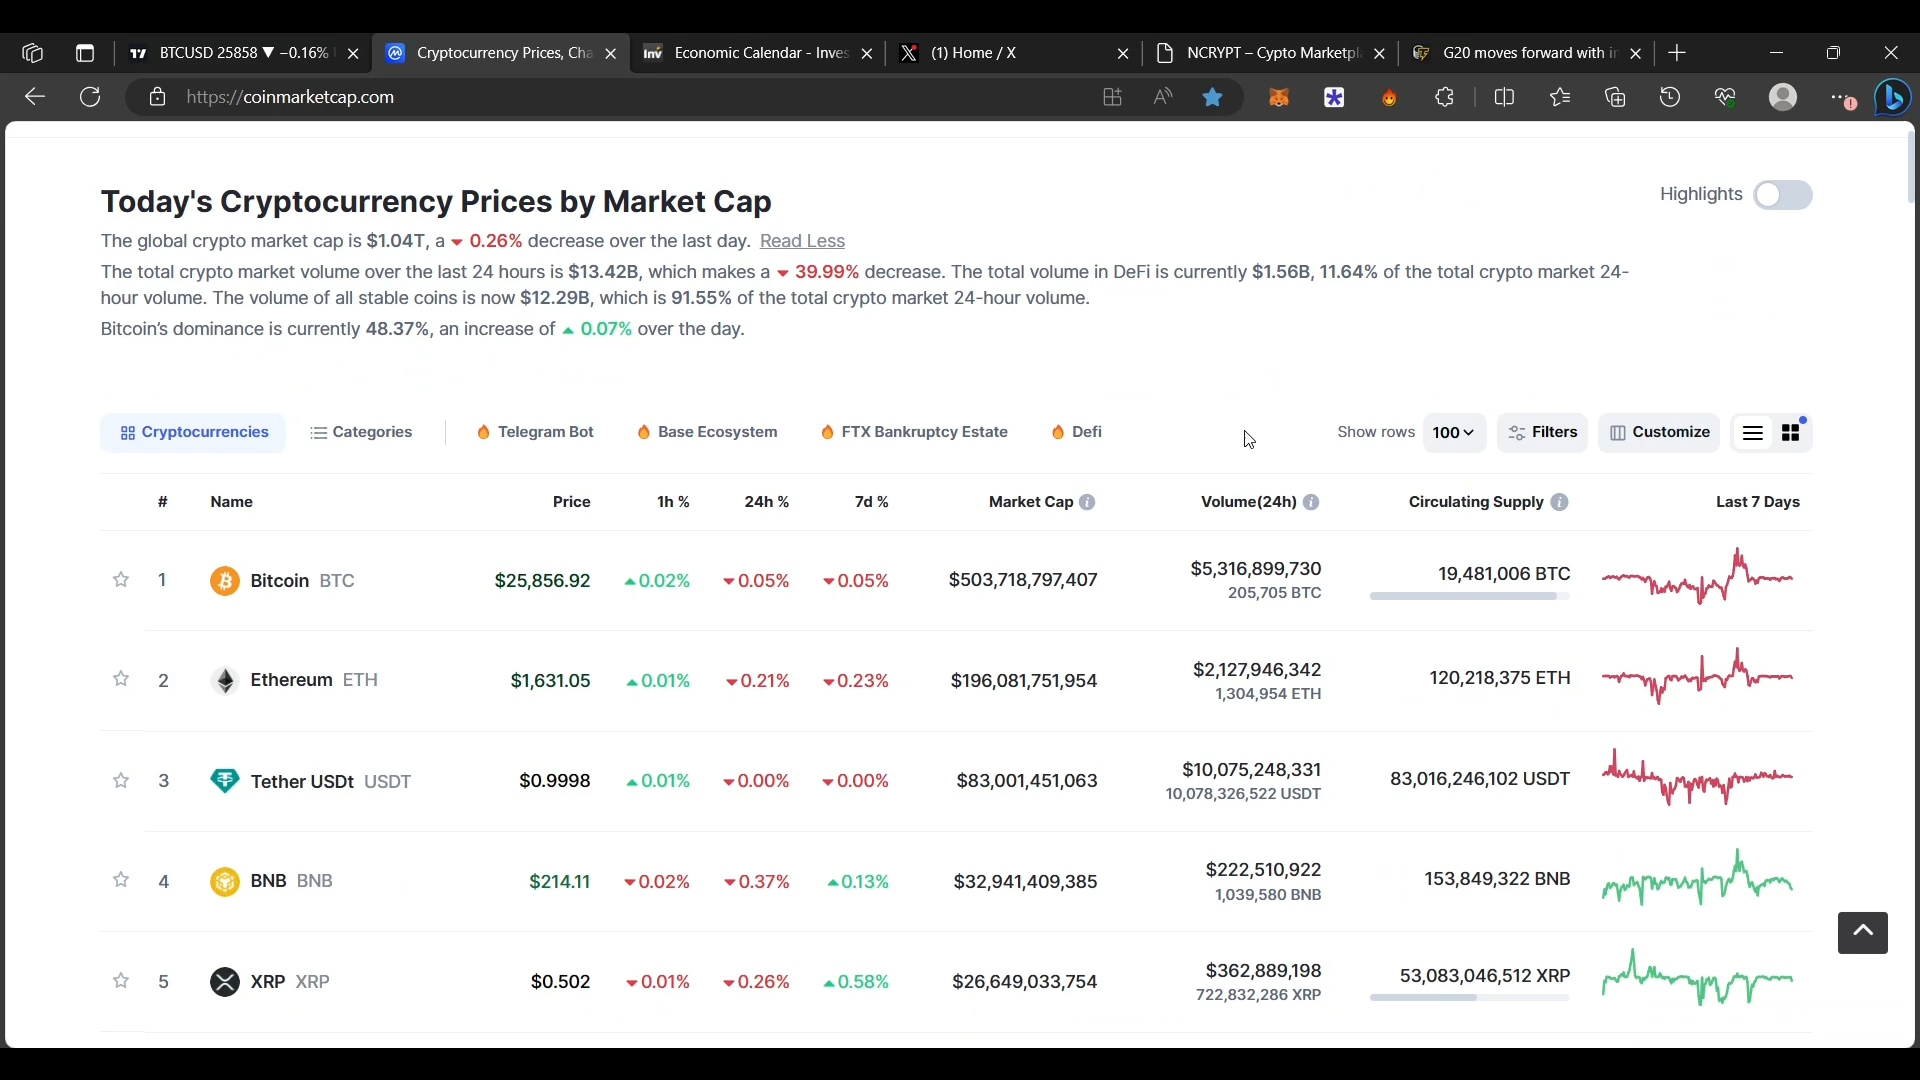 BTCUSD 25858 ▼ −0.16%
Cryptocurrency Prices, Cha
Inv Economic Calendar - Inves
(1) Home / X
NCRYPT – Cypto Marketpl
G20 moves forward with in
https://coinmarketcap.com
Today's Cryptocurrency Prices by Market Cap
Highlights
The global crypto market cap is $1.04T, a ▼ 0.26% decrease over the last day. Read Less
The total crypto market volume over the last 24 hours is $13.42B, which makes a ▼ 39.99% decrease. The total volume in DeFi is currently $1.56B, 11.64% of the total crypto market 24-
hour volume. The volume of all stable coins is now $12.29B, which is 91.55% of the total crypto market 24-hour volume.
Bitcoin's dominance is currently 48.37%, an increase of ▲ 0.07% over the day.
Cryptocurrencies Categories Telegram Bot Base Ecosystem FTX Bankruptcy Estate Defi Show rows 100 Filters Customize
# Name Price 1h % 24h % 7d % Market Cap Volume(24h) Circulating Supply Last 7 Days
1 Bitcoin BTC $25,856.92 ▲0.02% ▼0.05% ▼0.05% $503,718,797,407 $5,316,899,730 19,481,006 BTC
205,705 BTC
2 Ethereum ETH $1,631.05 ▲0.01% ▼0.21% ▼0.23% $196,081,751,954 $2,127,946,342 120,218,375 ETH
1,304,954 ETH
3 Tether USDt USDT $0.9998 ▲0.01% ▼0.00% ▼0.00% $83,001,451,063 $10,075,248,331 83,016,246,102 USDT
10,078,326,522 USDT
4 BNB BNB $214.11 ▼0.02% ▼0.37% ▲0.13% $32,941,409,385 $222,510,922 153,849,322 BNB
1,039,580 BNB
5 XRP XRP $0.502 ▼0.01% ▼0.26% ▲0.58% $26,649,033,754 $362,889,198 53,083,046,512 XRP
722,832,286 XRP